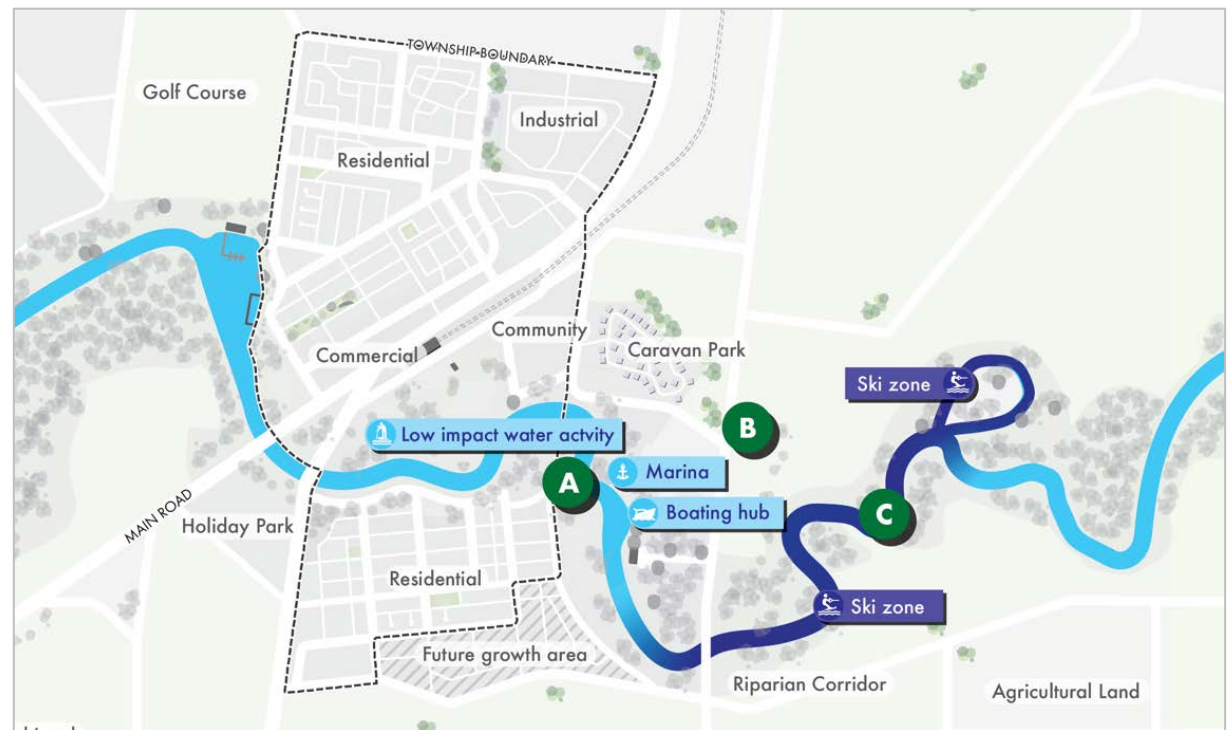 TOWNSHIP BOUNDARY
Golf Course
Industrial
Residential
Community
Commercial
Caravan Park
Ski zone
Low impact water actvity
B
A
Marina
Boating hub
C
MAIN ROAD
Holiday Park
Residential
Ski zone
Future growth area
Riparian Corridor
Agricultural Land